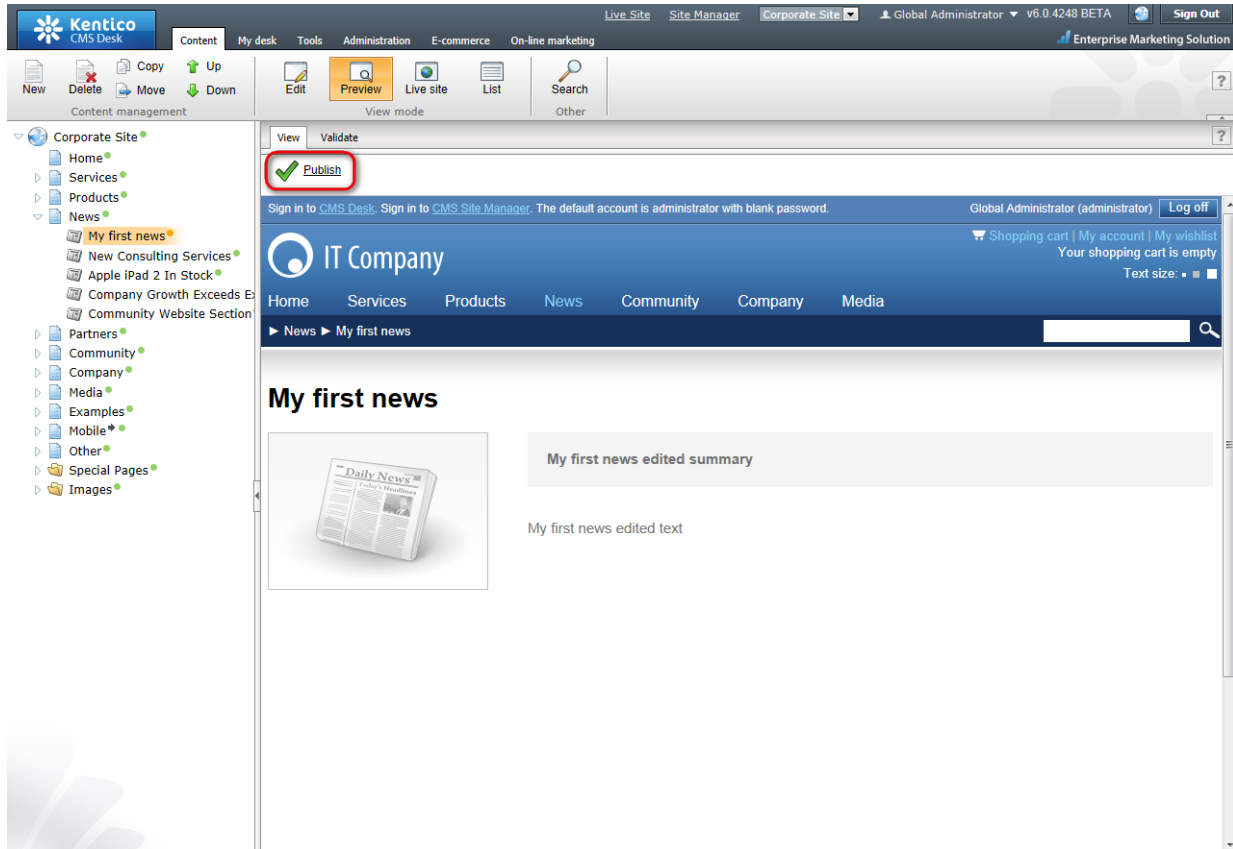 Kentico
CMS Desk
Live Site Site Manager Corporate Site Global Administrator v6.0.4248 BETA Sign Out
Content My desk Tools Administration E-commerce On-line marketing
Enterprise Marketing Solution
New Delete Copy Move Up Down
Content management
Edit Preview Live site List
View mode
Search
Other
?
Corporate Site
Home
Services
Products
News
My first news
New Consulting Services
Apple iPad 2 In Stock
Company Growth Exceeds Ex
Community Website Section
Partners
Community
Company
Media
Examples
Mobile
Other
Special Pages
Images
View Validate
?
Publish
Sign in to CMS Desk. Sign in to CMS Site Manager. The default account is administrator with blank password. Global Administrator (administrator) Log off
IT Company
Shopping cart | My account | My wishlist
Your shopping cart is empty
Text size:
Home Services Products News Community Company Media
► News ► My first news
My first news
Daily News
Today's Headlines
My first news edited summary
My first news edited text